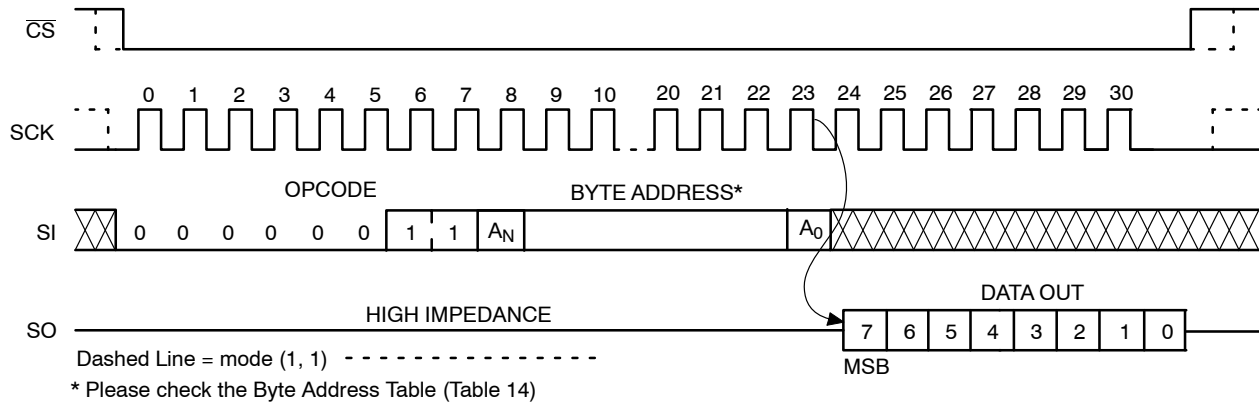 CS
0 1 2 3 4 5 6 7 8 9 10 20 21 22 23 24 25 26 27 28 29 30
SCK
OPCODE BYTE ADDRESS*
SI 0 0 0 0 0 0 1 1 AN A0
DATA OUT
HIGH IMPEDANCE
SO 7 6 5 4 3 2 1 0
Dashed Line = mode (1, 1) - - - - - - - - - - - - - - - -
MSB
* Please check the Byte Address Table (Table 14)